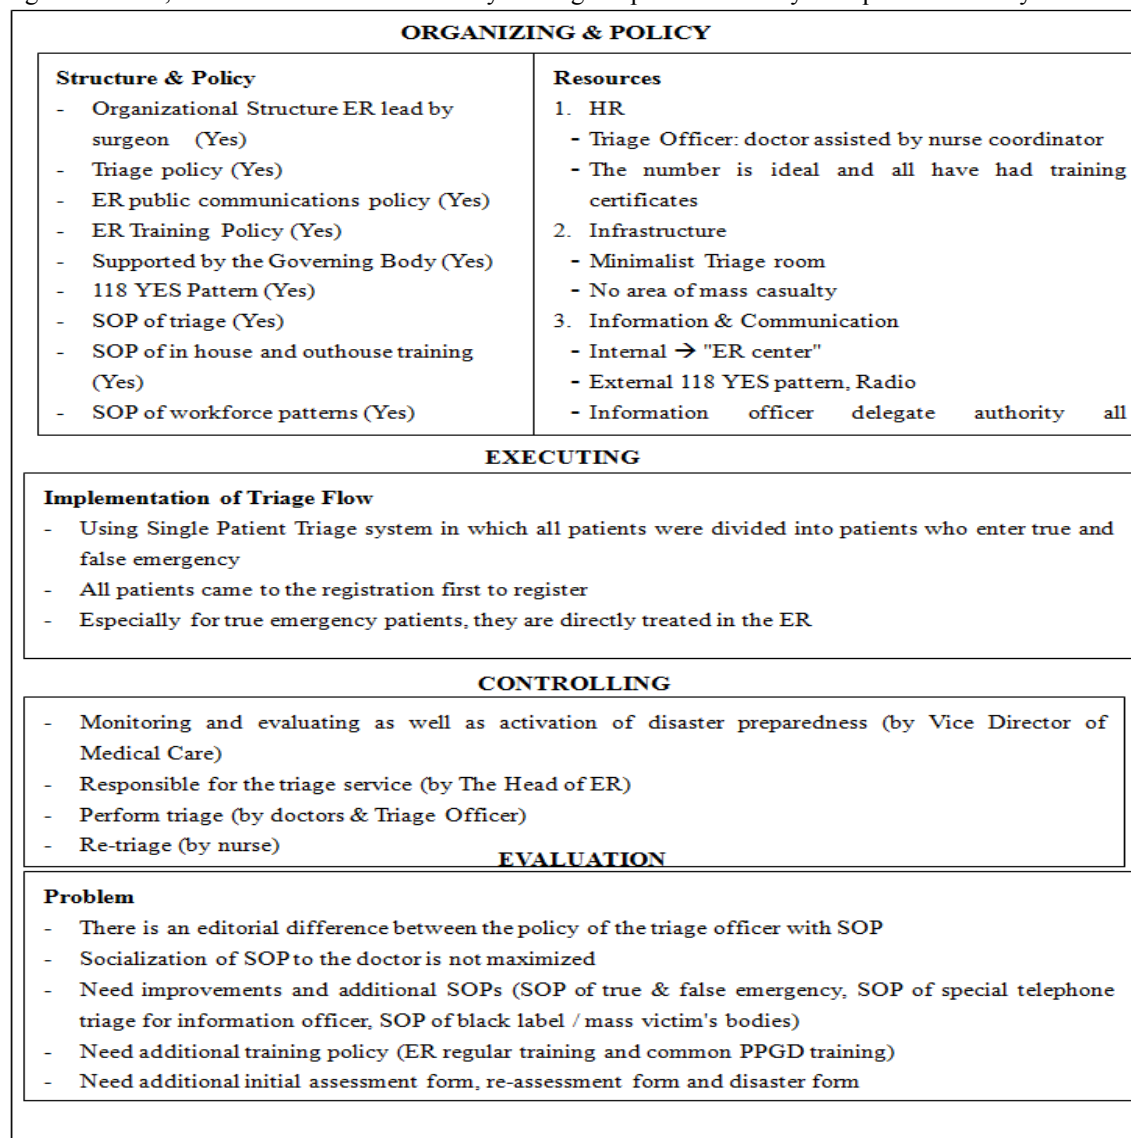 ORGANIZING & POLICY
Structure & Policy
- Organizational Structure ER lead by
surgeon (Yes)
- Triage policy (Yes)
- ER public communications policy (Yes)
- ER Training Policy (Yes)
- Supported by the Governing Body (Yes)
- 118 YES Pattern (Yes)
- SOP of triage (Yes)
- SOP of in house and outhouse training
(Yes)
- SOP of workforce patterns (Yes)
Resources
1. HR
- Triage Officer: doctor assisted by nurse coordinator
- The number is ideal and all have had training
certificates
2. Infrastructure
- Minimalist Triage room
- No area of mass casualty
3. Information & Communication
- Internal → "ER center"
- External 118 YES pattern, Radio
- Information officer delegate authority all
EXECUTING
Implementation of Triage Flow
- Using Single Patient Triage system in which all patients were divided into patients who enter true and
false emergency
- All patients came to the registration first to register
- Especially for true emergency patients, they are directly treated in the ER
CONTROLLING
- Monitoring and evaluating as well as activation of disaster preparedness (by Vice Director of
Medical Care)
- Responsible for the triage service (by The Head of ER)
- Perform triage (by doctors & Triage Officer)
- Re-triage (by nurse)
EVALUATION
Problem
- There is an editorial difference between the policy of the triage officer with SOP
- Socialization of SOP to the doctor is not maximized
- Need improvements and additional SOPs (SOP of true & false emergency, SOP of special telephone
triage for information officer, SOP of black label / mass victim's bodies)
- Need additional training policy (ER regular training and common PPGD training)
- Need additional initial assessment form, re-assessment form and disaster form